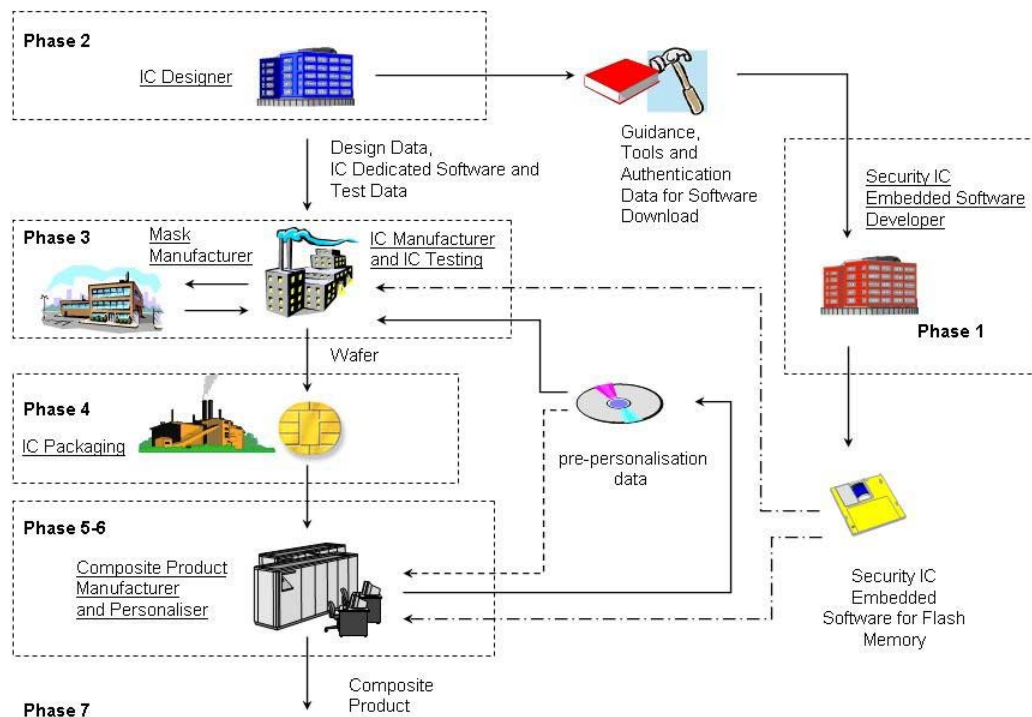 Phase 2
IC Designer
Guidance,
Tools and
Authentication
Data for Software
Download
Design Data,
IC Dedicated Software and
Test Data
Security IC
Embedded Software
Developer
Phase 1
Phase 3
Mask
Manufacturer
IC Manufacturer
and IC Testing
Wafer
Phase 4
IC Packaging
pre-personalisation
data
Phase 5-6
Composite Product
Manufacturer
and Personaliser
Security IC
Embedded
Software for Flash
Memory
Composite
Product
Phase 7